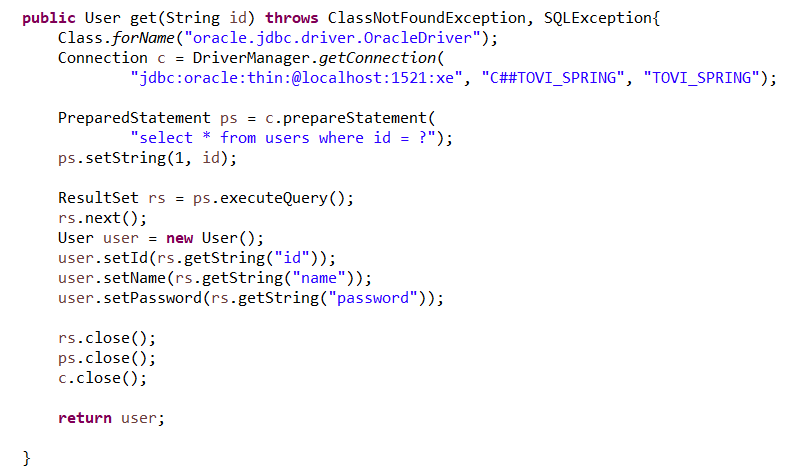 public User get(String id) throws ClassNotFoundException, SQLException{
    Class.forName("oracle.jdbc.driver.OracleDriver");
    Connection c = DriverManager.getConnection(
            "jdbc:oracle:thin:@localhost:1521:xe", "C##TOVI_SPRING", "TOVI_SPRING");
    PreparedStatement ps = c.prepareStatement(
            "select * from users where id = ?");
    ps.setString(1, id);
    ResultSet rs = ps.executeQuery();
    rs.next();
    User user = new User();
    user.setId(rs.getString("id"));
    user.setName(rs.getString("name"));
    user.setPassword(rs.getString("password"));
    rs.close();
    ps.close();
    c.close();
    return user;
}